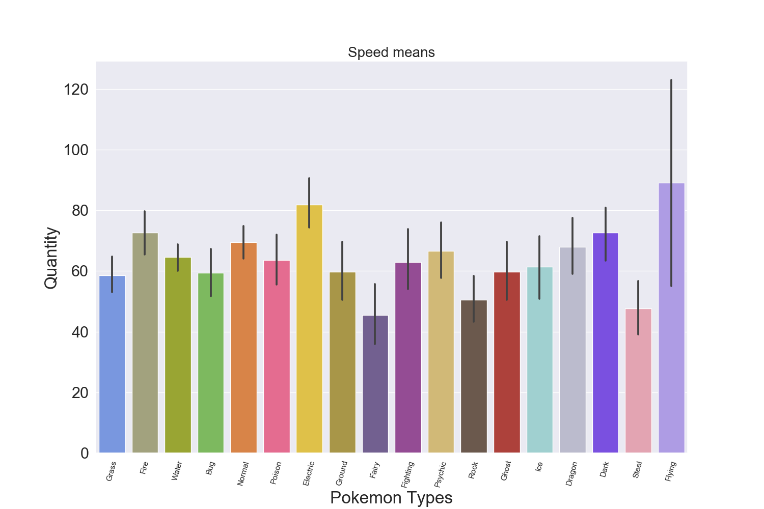 Speed means
Quantity
120
100
80
60
40
20
0
Grass Fire Water Bug Normal Poison Electric Ground Fairy Fighting Psychic Rock Ghost Ice Dragon Dark Steel Flying
Pokemon Types